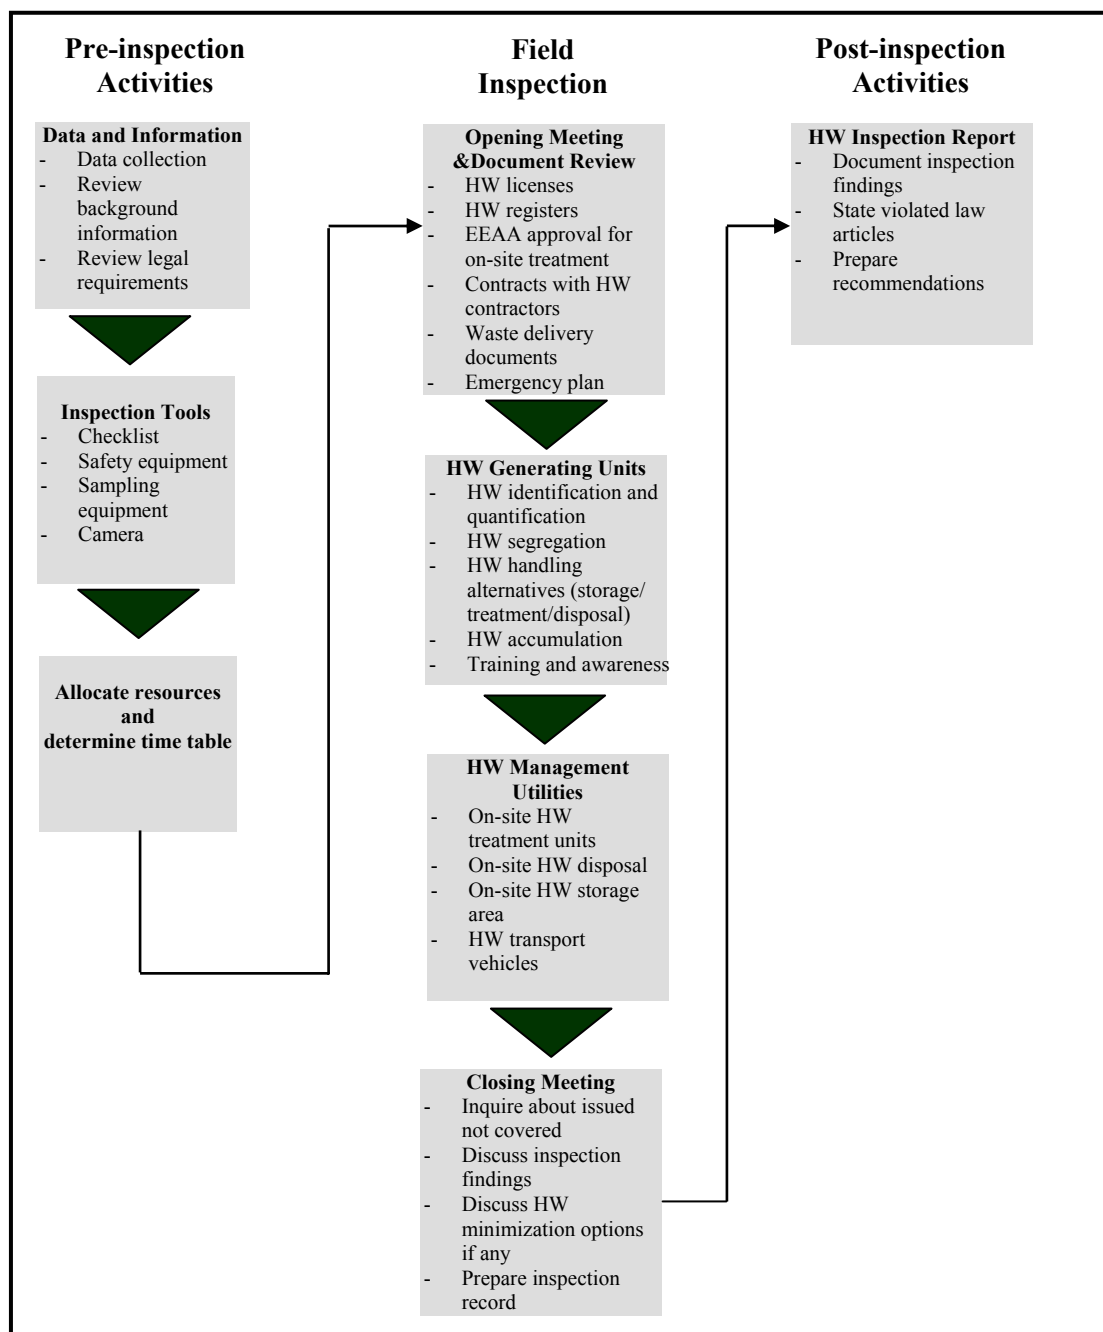 Pre-inspection
Activities
Data and Information
- Data collection
- Review
background
information
- Review legal
requirements
Inspection Tools
- Checklist
- Safety equipment
- Sampling
equipment
- Camera
Allocate resources
and
determine time table
Field
Inspection
Opening Meeting
&Document Review
- HW licenses
- HW registers
- EEAA approval for
on-site treatment
- Contracts with HW
contractors
- Waste delivery
documents
- Emergency plan
HW Generating Units
- HW identification and
quantification
- HW segregation
- HW handling
alternatives (storage/
treatment/disposal)
- HW accumulation
- Training and awareness
HW Management
Utilities
- On-site HW
treatment units
- On-site HW disposal
- On-site HW storage
area
- HW transport
vehicles
Closing Meeting
- Inquire about issued
not covered
- Discuss inspection
findings
- Discuss HW
minimization options
if any
- Prepare inspection
record
Post-inspection
Activities
HW Inspection Report
- Document inspection
findings
- State violated law
articles
- Prepare
recommendations